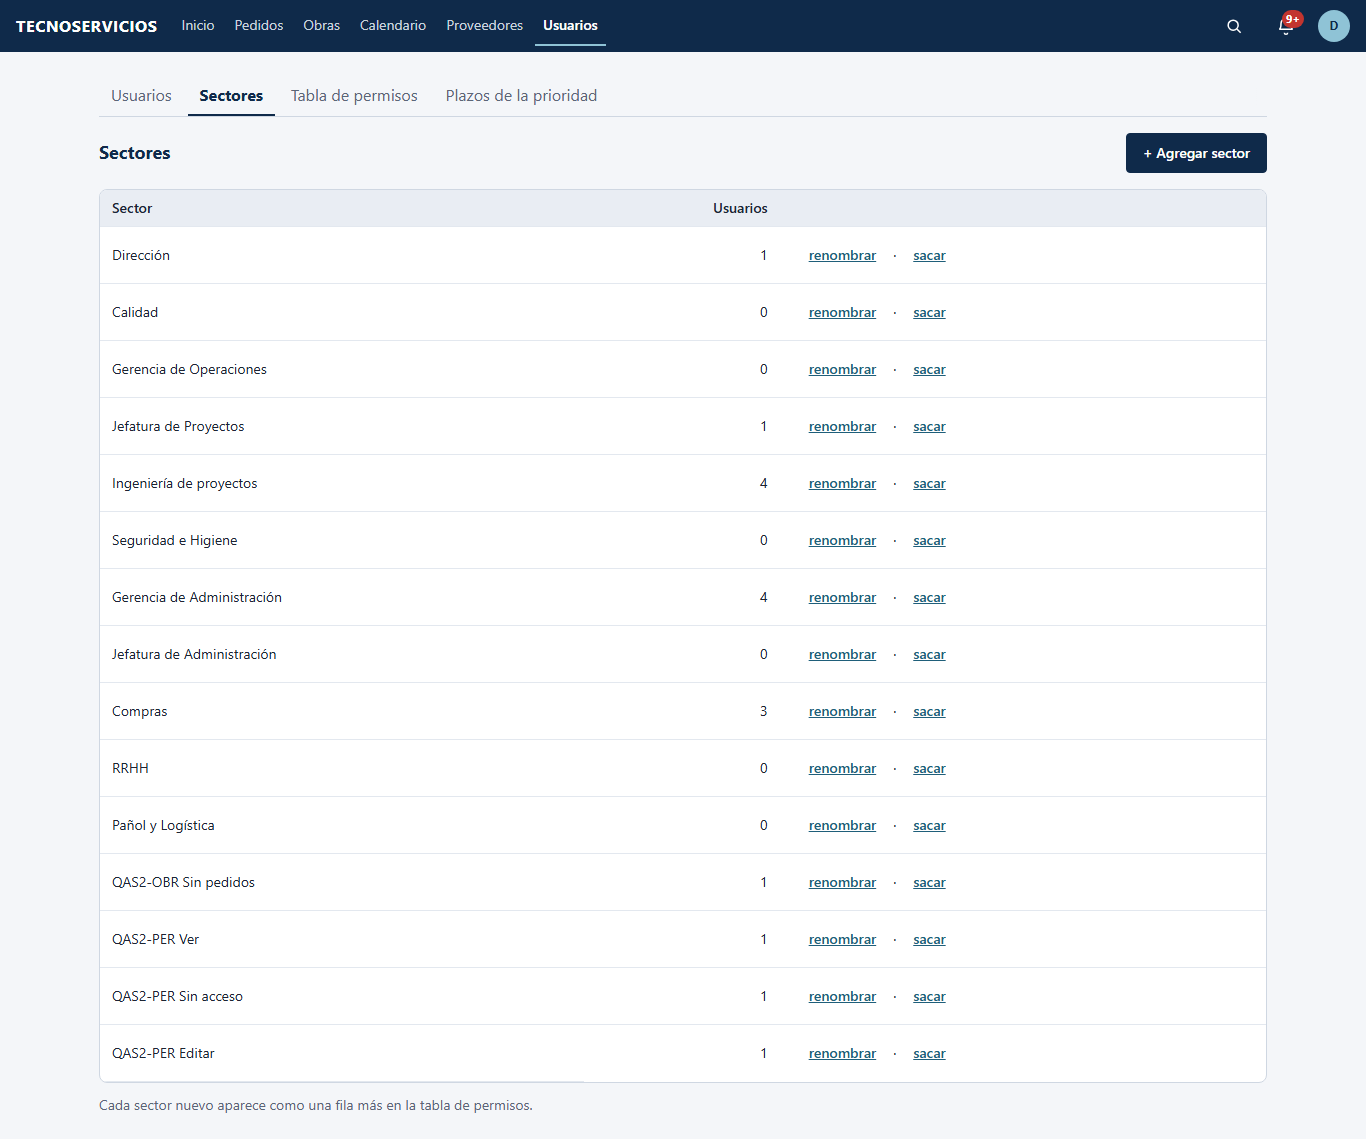 TECNOSERVICIOS Inicio Pedidos Obras Calendario Proveedores Usuarios 9+ D
Usuarios Sectores Tabla de permisos Plazos de la prioridad
Sectores + Agregar sector
Sector Usuarios
Dirección 1 renombrar · sacar
Calidad 0 renombrar · sacar
Gerencia de Operaciones 0 renombrar · sacar
Jefatura de Proyectos 1 renombrar · sacar
Ingeniería de proyectos 4 renombrar · sacar
Seguridad e Higiene 0 renombrar · sacar
Gerencia de Administración 4 renombrar · sacar
Jefatura de Administración 0 renombrar · sacar
Compras 3 renombrar · sacar
RRHH 0 renombrar · sacar
Pañol y Logística 0 renombrar · sacar
QAS2-OBR Sin pedidos 1 renombrar · sacar
QAS2-PER Ver 1 renombrar · sacar
QAS2-PER Sin acceso 1 renombrar · sacar
QAS2-PER Editar 1 renombrar · sacar
Cada sector nuevo aparece como una fila más en la tabla de permisos.